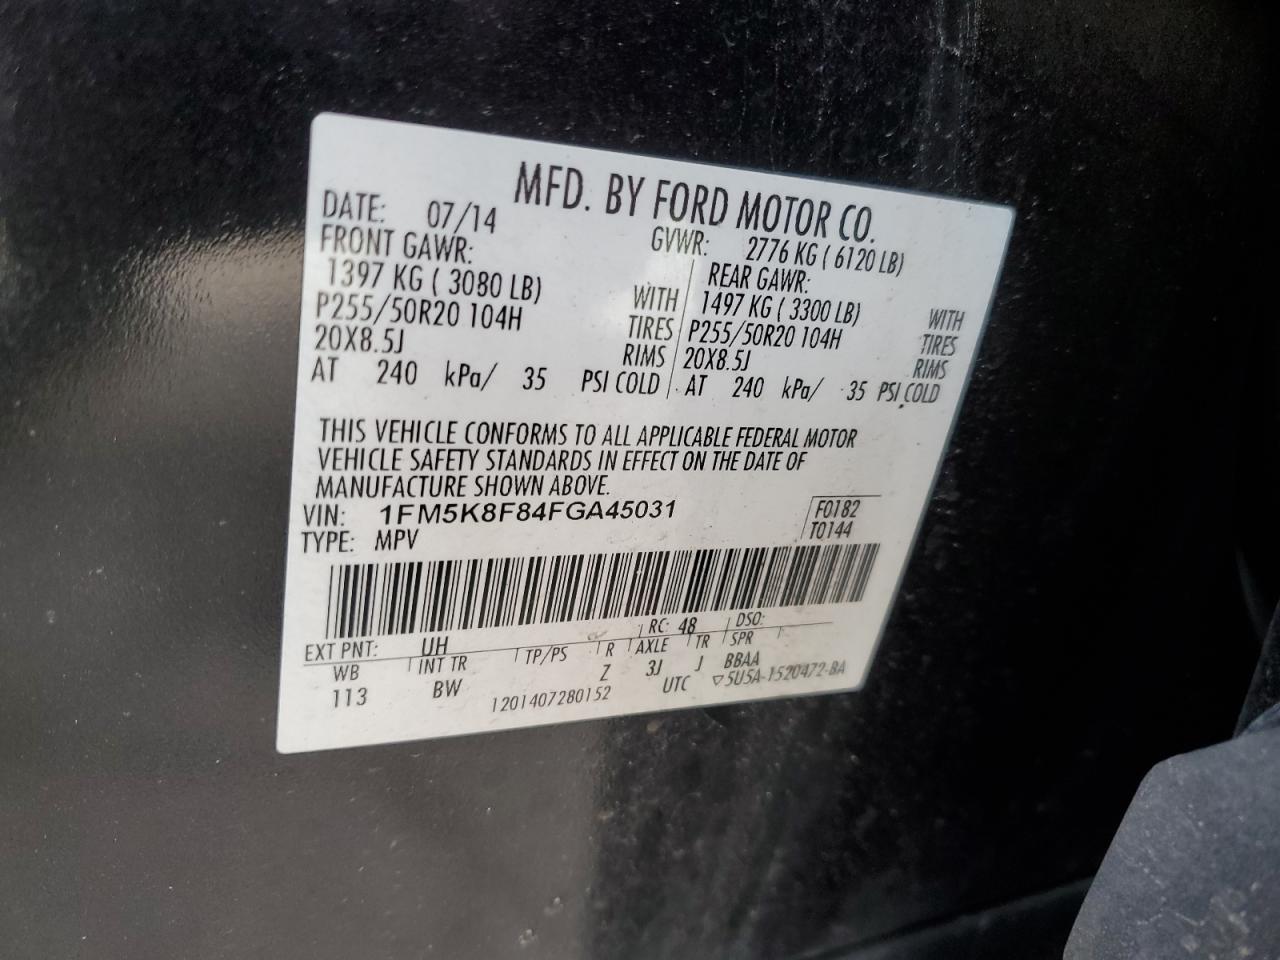 MFD. BY FORD MOTOR CO.
DATE: 07/14 GVWR: 2776 KG ( 6120 LB)
FRONT GAWR: REAR GAWR:
1397 KG ( 3080 LB) WITH 1497 KG ( 3300 LB) WITH
P255/50R20 104H TIRES P255/50R20 104H TIRES
20X8.5J RIMS 20X8.5J RIMS
AT 240 kPa/ 35 PSI COLD AT 240 kPa/ 35 PSI COLD
THIS VEHICLE CONFORMS TO ALL APPLICABLE FEDERAL MOTOR
VEHICLE SAFETY STANDARDS IN EFFECT ON THE DATE OF
MANUFACTURE SHOWN ABOVE.
VIN: 1FM5K8F84FGA45031 F0182
TYPE: MPV T0144
EXT PNT: UH RC: 48 DSO:
WB INT TR TP/PS R AXLE TR SPR
113 BW Z 3J J BBAA
1201407280152 UTC ▽5U5A-1520472-BA